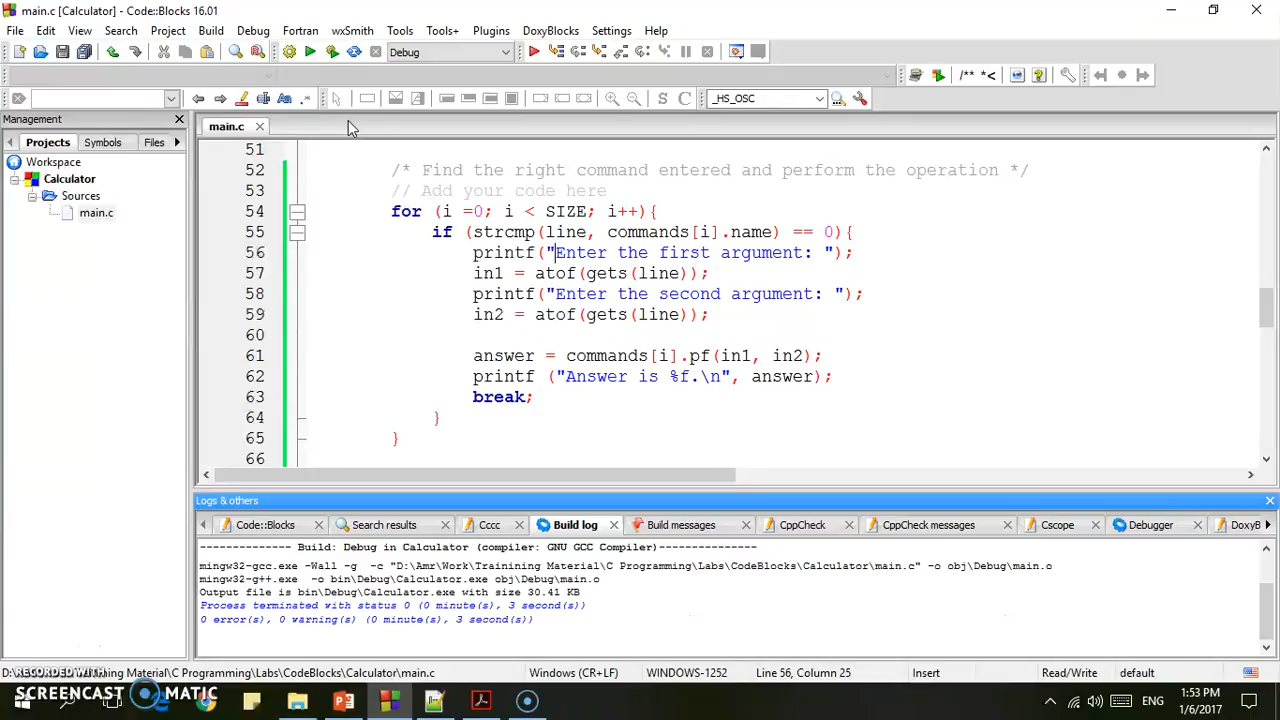 main.c [Calculator] - Code::Blocks 16.01
File Edit View Search Project Build Debug Fortran wxSmith Tools Tools+ Plugins DoxyBlocks Settings Help
Debug
/** *<
Aa .* S C _HS_OSC
Management
Projects Symbols Files
main.c
Workspace
Calculator
Sources
main.c
51
52 /* Find the right command entered and perform the operation */
53 // Add your code here
54 for (i =0; i < SIZE; i++){
55 if (strcmp(line, commands[i].name) == 0){
56 printf("Enter the first argument: ");
57 in1 = atof(gets(line));
58 printf("Enter the second argument: ");
59 in2 = atof(gets(line));
60
61 answer = commands[i].pf(in1, in2);
62 printf ("Answer is %f.\n", answer);
63 break;
64 }
65 }
66
Logs & others
Code::Blocks Search results Cccc Build log Build messages CppCheck CppCheck messages Cscope Debugger DoxyB
-------------- Build: Debug in Calculator (compiler: GNU GCC Compiler)---------------
mingw32-gcc.exe -Wall -g -c "D:\Amr\Work\Trainining Material\C Programming\Labs\CodeBlocks\Calculator\main.c" -o obj\Debug\main.o
mingw32-g++.exe -o bin\Debug\Calculator.exe obj\Debug\main.o
Output file is bin\Debug\Calculator.exe with size 30.41 KB
Process terminated with status 0 (0 minute(s), 3 second(s))
0 error(s), 0 warning(s) (0 minute(s), 3 second(s))
Material\C Programming\Labs\CodeBlocks\Calculator\main.c Windows (CR+LF) WINDOWS-1252 Line 56, Column 25 Insert Read/Write default
RECORDED WITH
SCREENCAST MATIC
ENG
1:53 PM
1/6/2017